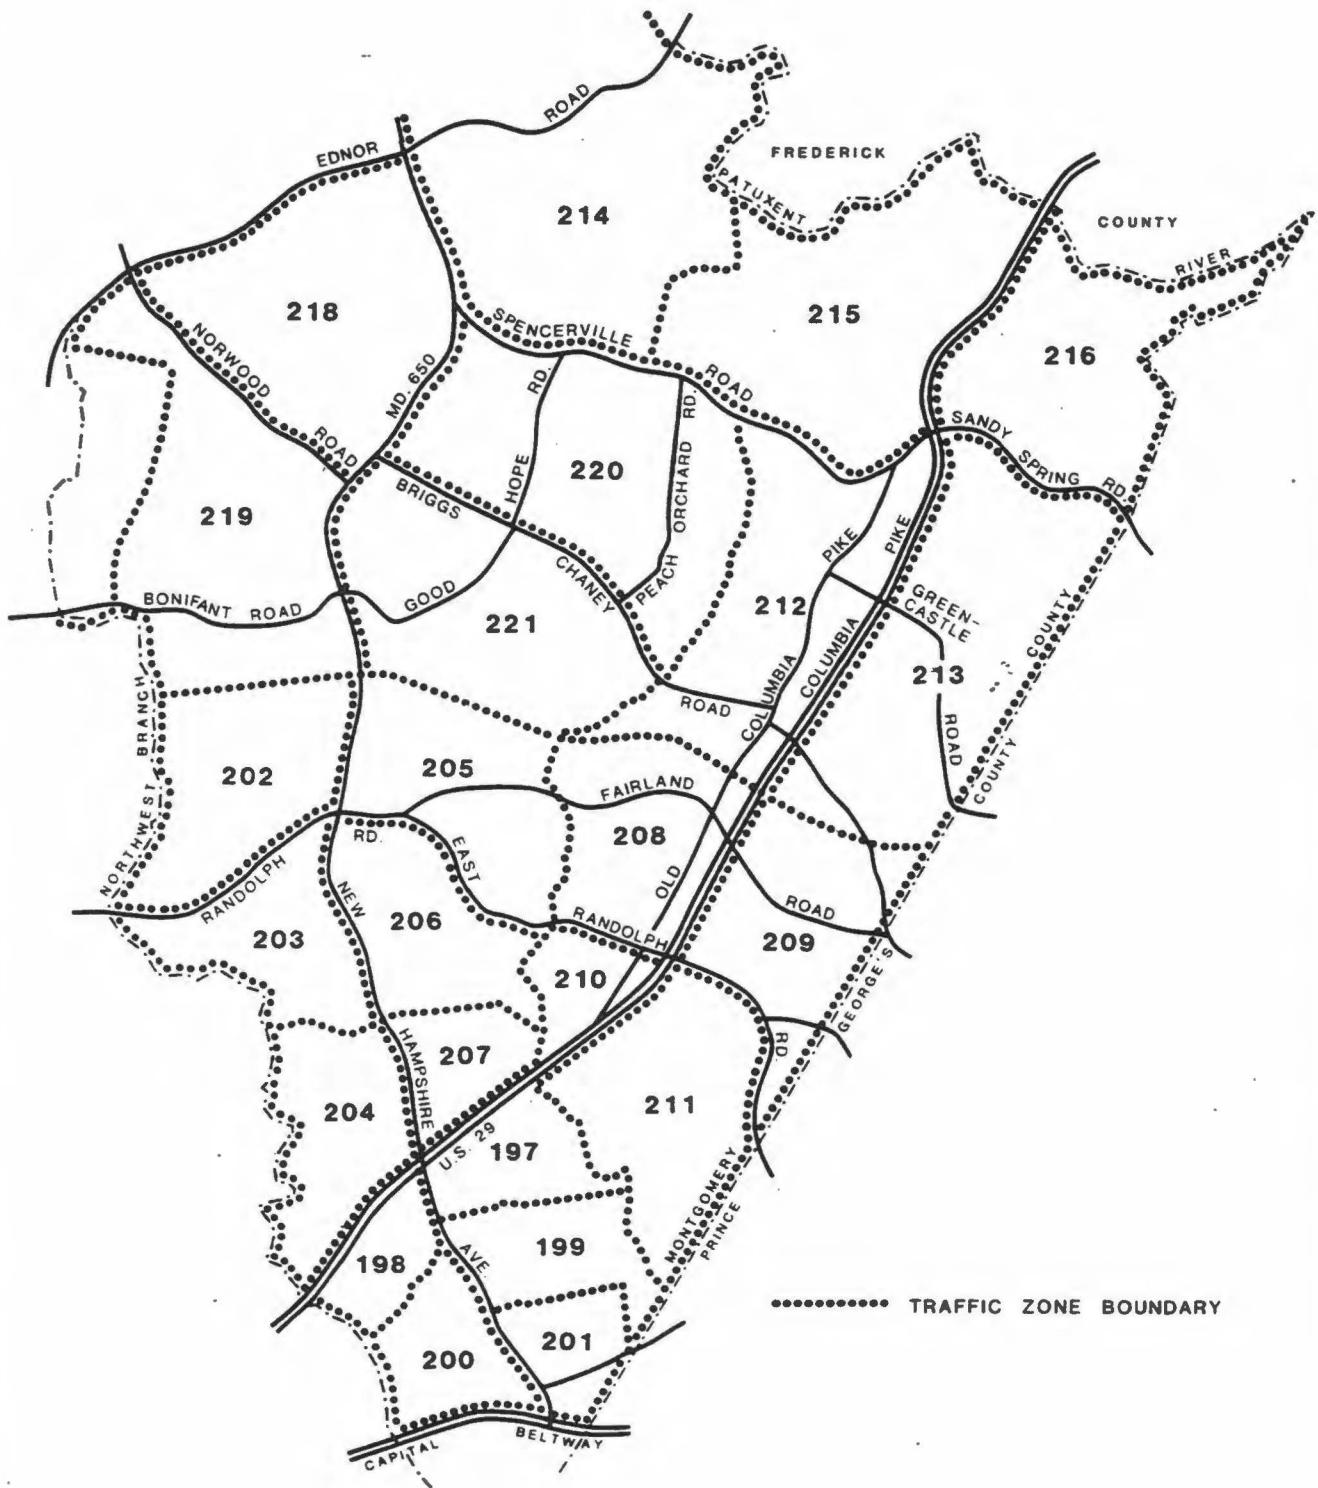 EDNOR
ROAD
FREDERICK
PATUXENT
COUNTY
RIVER
214
215
216
218
SPENCERVILLE
ROAD
NORWOOD
ROAD
MD. 650
HOPE
RD.
GOOD
220
PEACH
ORCHARD
RD.
SANDY
SPRING
RD.
219
BRIGGS
CHANEY
ROAD
PIKE
PIKE
BONIFANT
ROAD
221
212
GREEN-
CASTLE
213
ROAD
COUNTY
COUNTY
COLUMBIA
COLUMBIA
NORTHWEST
BRANCH
202
205
FAIRLAND
208
OLD
RD.
EAST
RANDOLPH
RANDOLPH
ROAD
209
NEW
206
203
210
GEORGE'S
HAMPSHIRE
207
RD.
204
211
U.S. 29
197
MONTGOMERY
PRINCE
199
AVE.
198
TRAFFIC ZONE BOUNDARY
201
200
CAPITAL
BELTWAY